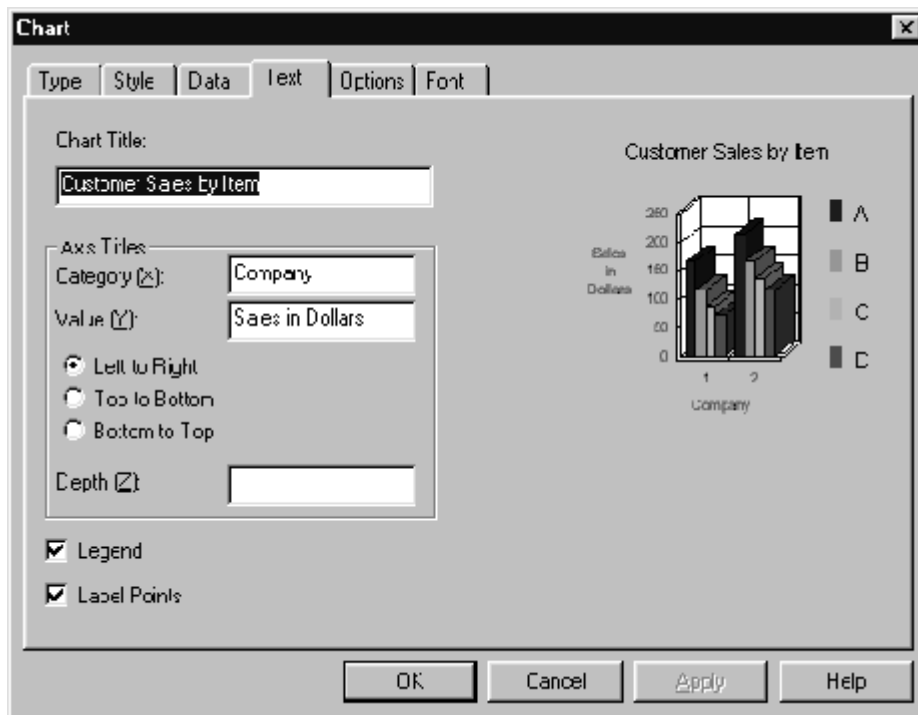 Chart
Type Style Data Text Options Font
Chart Title:
Customer Sales by Item
Axis Titles
Category (X):
Company
Value (Y):
Sales in Dollars
Left to Right
Top to Bottom
Bottom to Top
Depth (Z):
Legend
Label Points
Customer Sales by Item
250
200
150
100
50
0
Sales
in
Dollars
1 2
Company
A
B
C
D
OK Cancel Apply Help